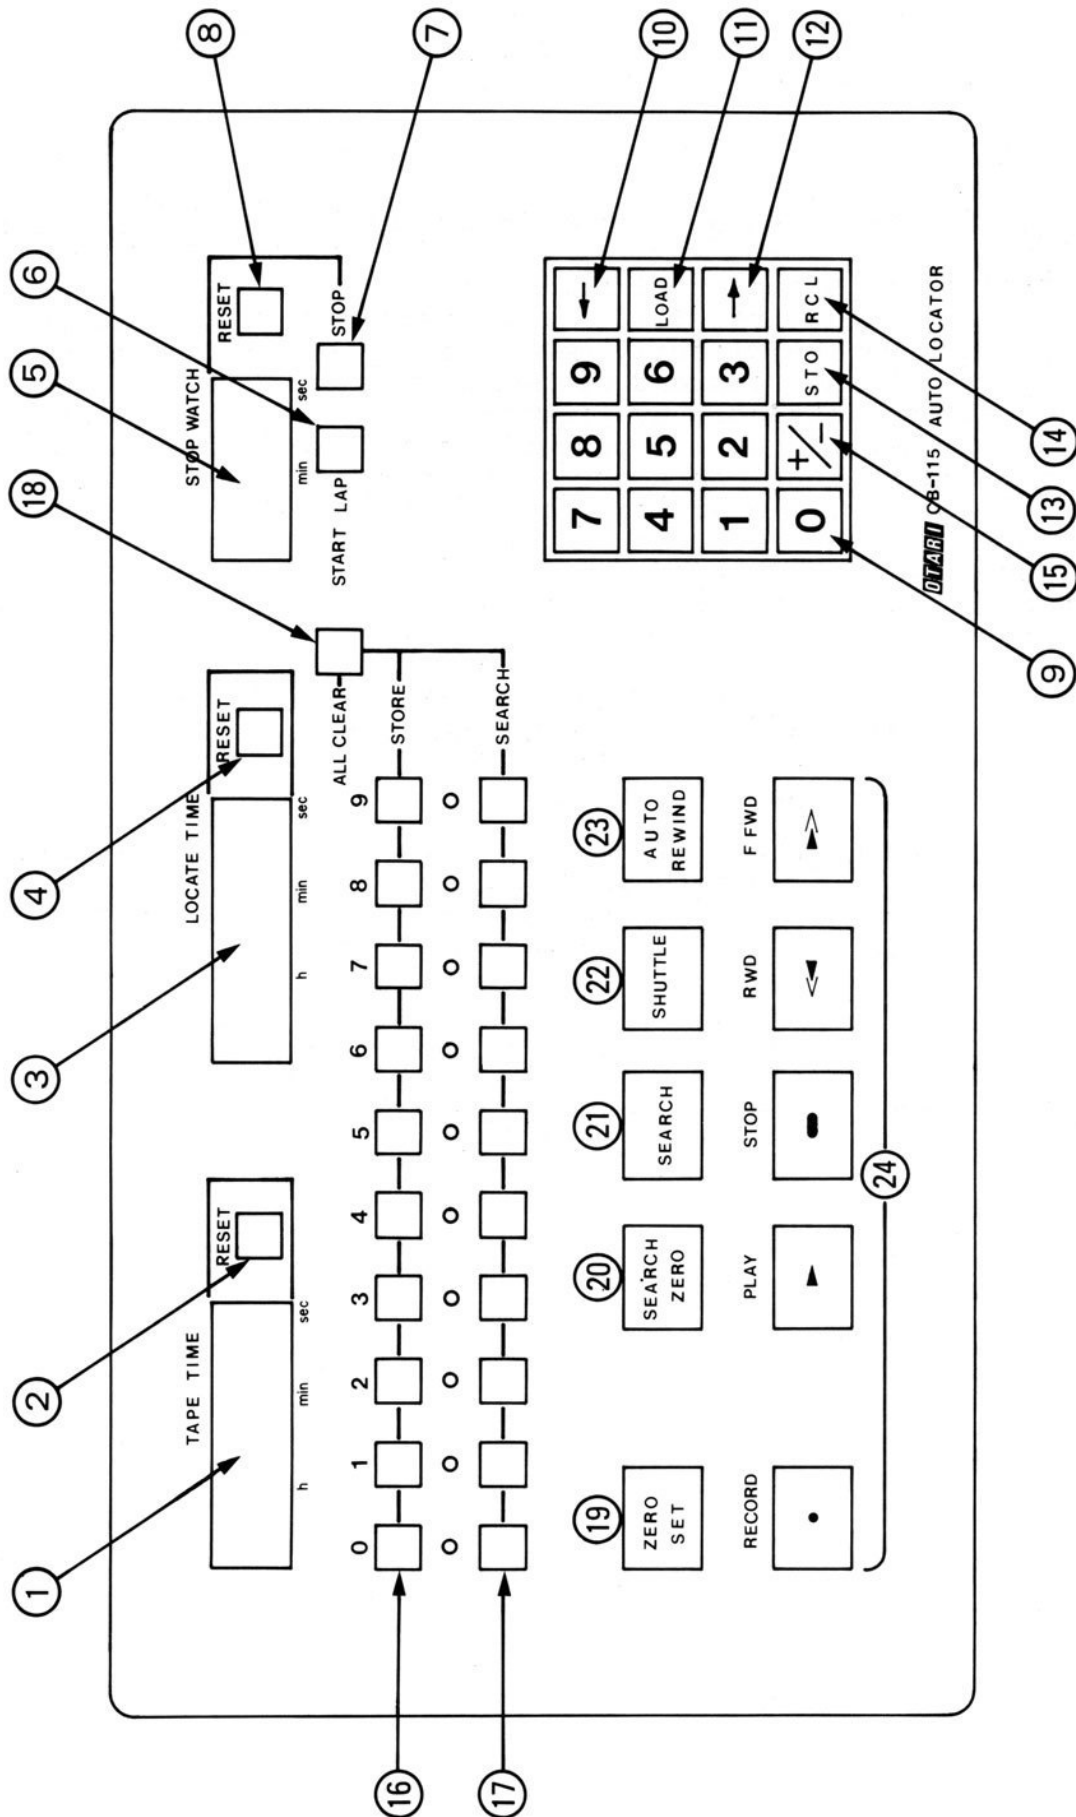 ① ② ③ ④ ⑤ ⑥ ⑦ ⑧
TAPE TIME
RESET
h min sec
LOCATE TIME
RESET
h min sec
STOP WATCH
RESET
min sec
START LAP
STOP
⑱
ALL CLEAR
0 1 2 3 4 5 6 7 8 9
STORE
⑯
SEARCH
⑰
⑲ ⑳ ㉑ ㉒ ㉓
ZERO SET
SEARCH ZERO
SEARCH
SHUTTLE
AUTO REWIND
RECORD PLAY STOP RWD F FWD
㉔
7 8 9 ←
4 5 6 LOAD
1 2 3 →
0 +/− STO RCL
⑩ ⑪ ⑫
⑨ ⑮ ⑬ ⑭
OTARI CB-115 AUTO LOCATOR